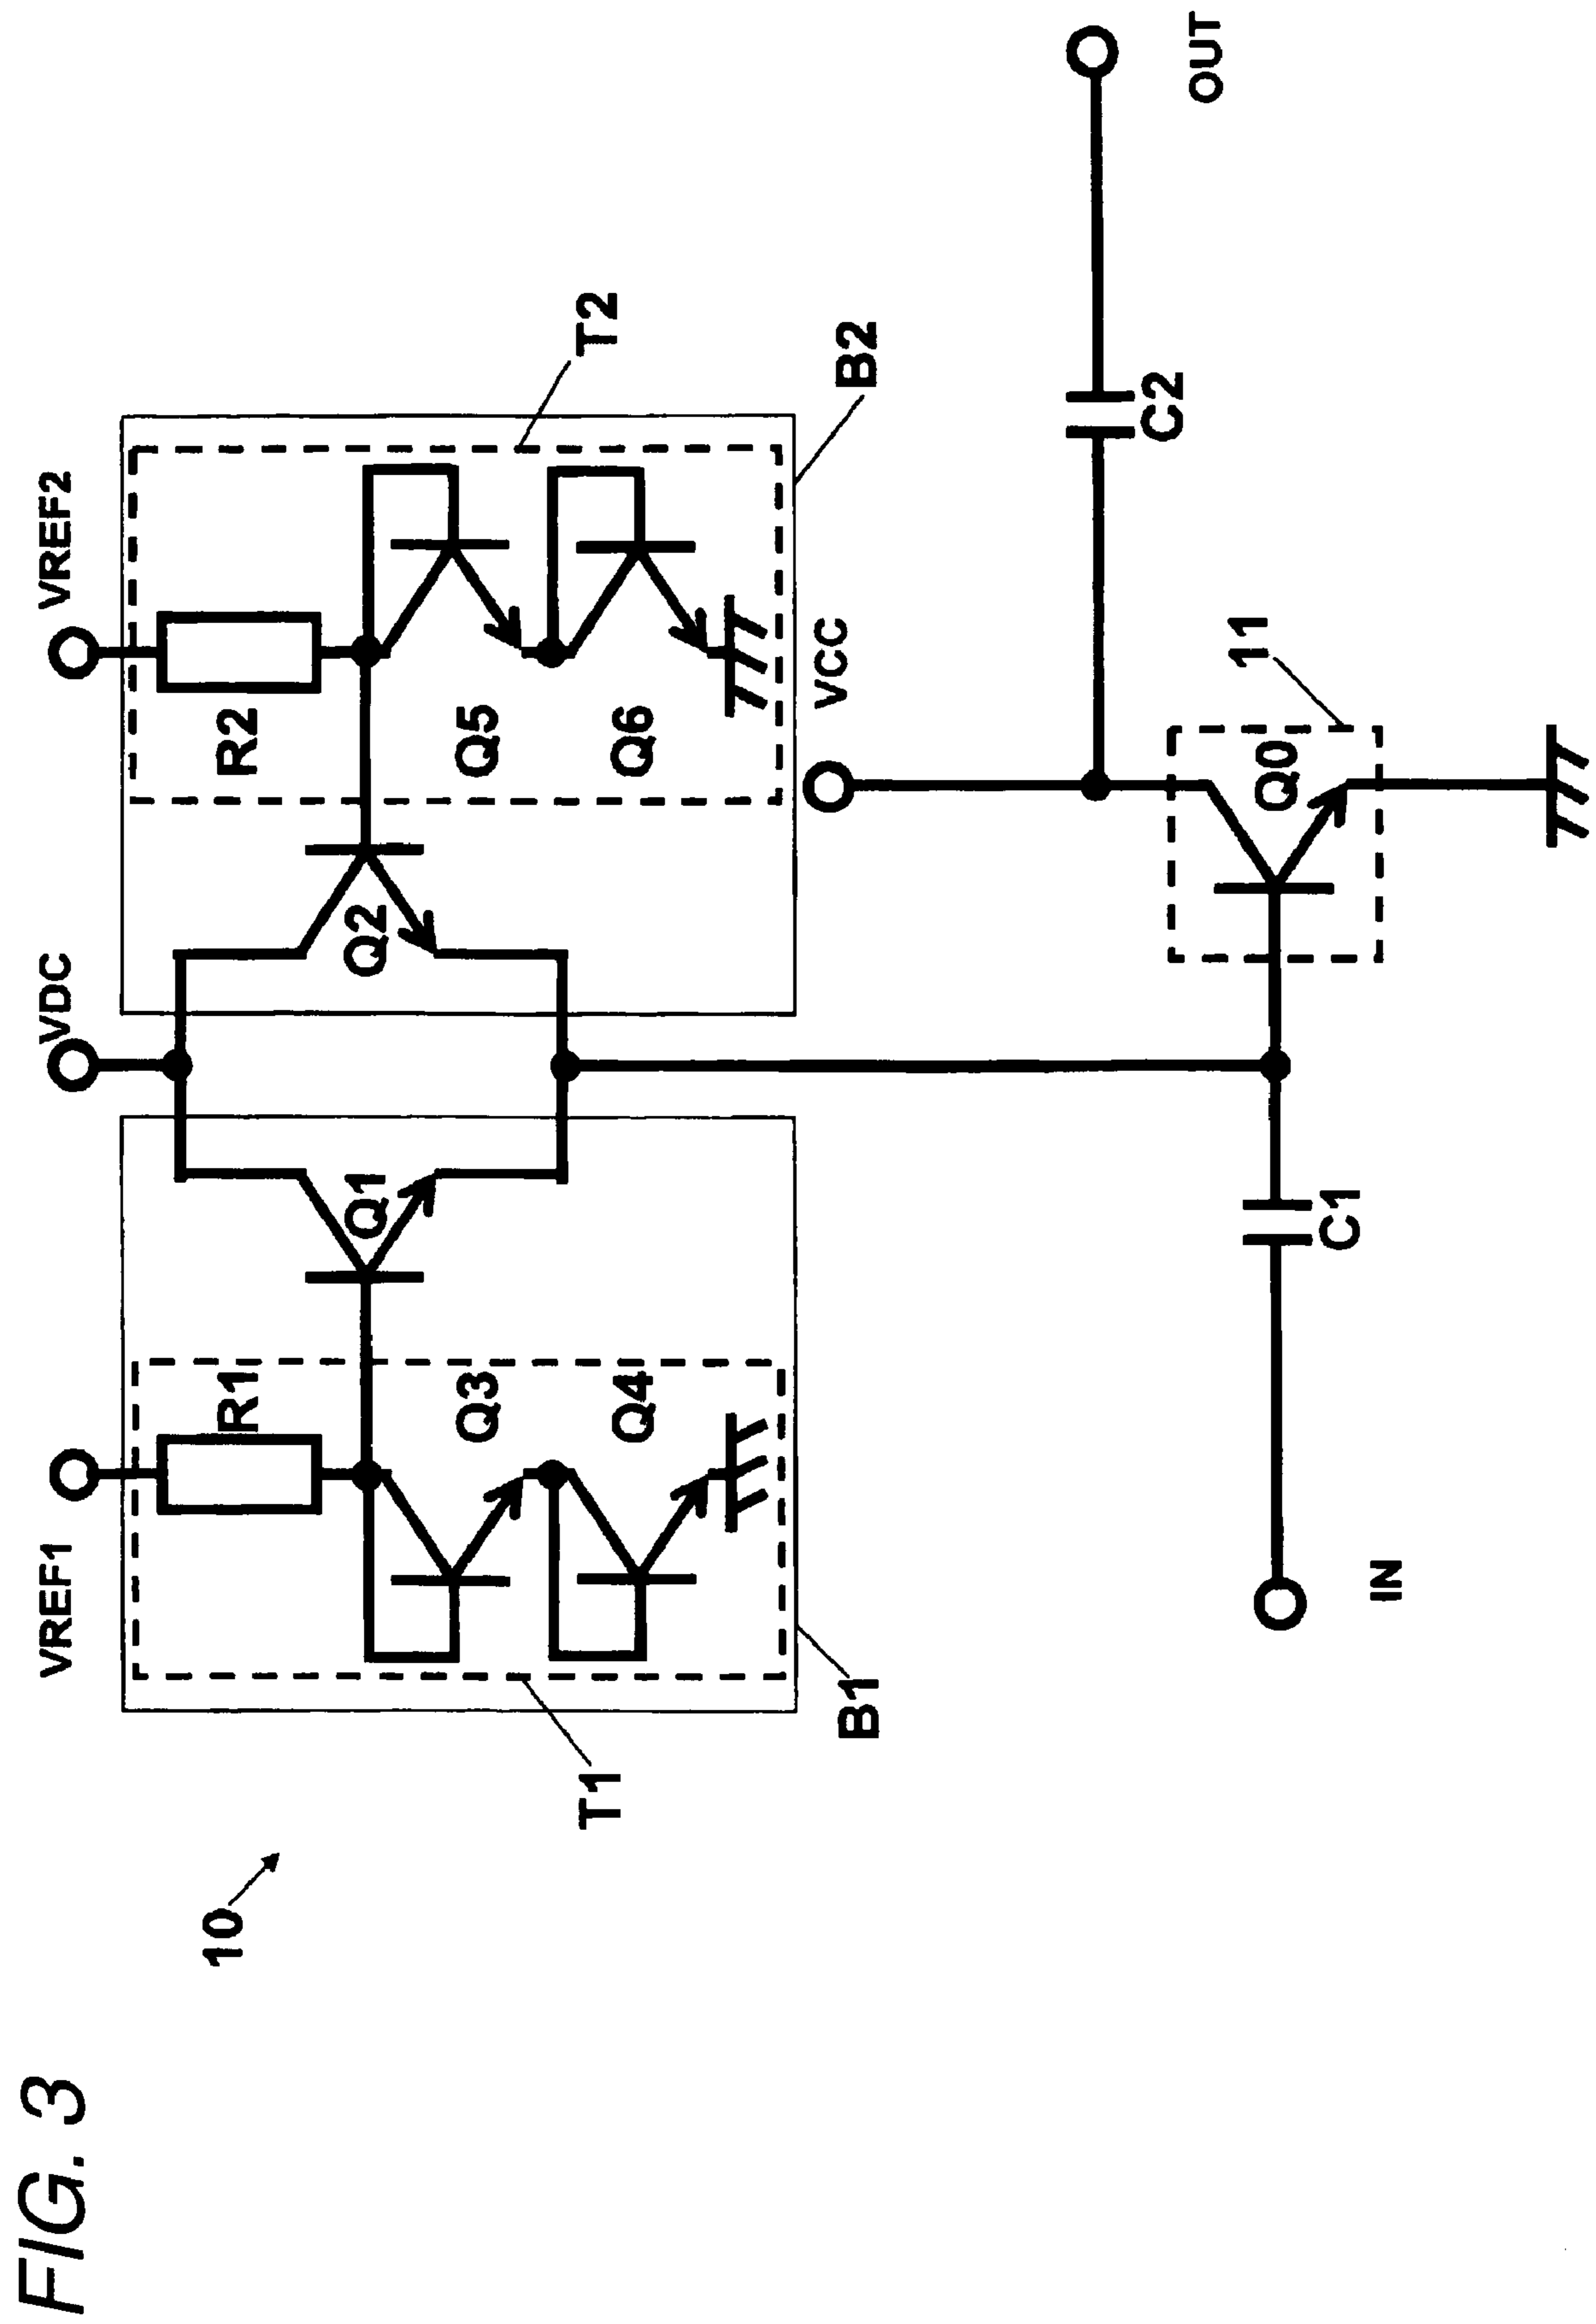 FIG. 3
10
VREF1
VDC
VREF2
R1
R2
Q1
Q2
Q3
Q5
Q4
Q6
T1
T2
B1
VCC
B2
C2
OUT
11
Q0
C1
IN